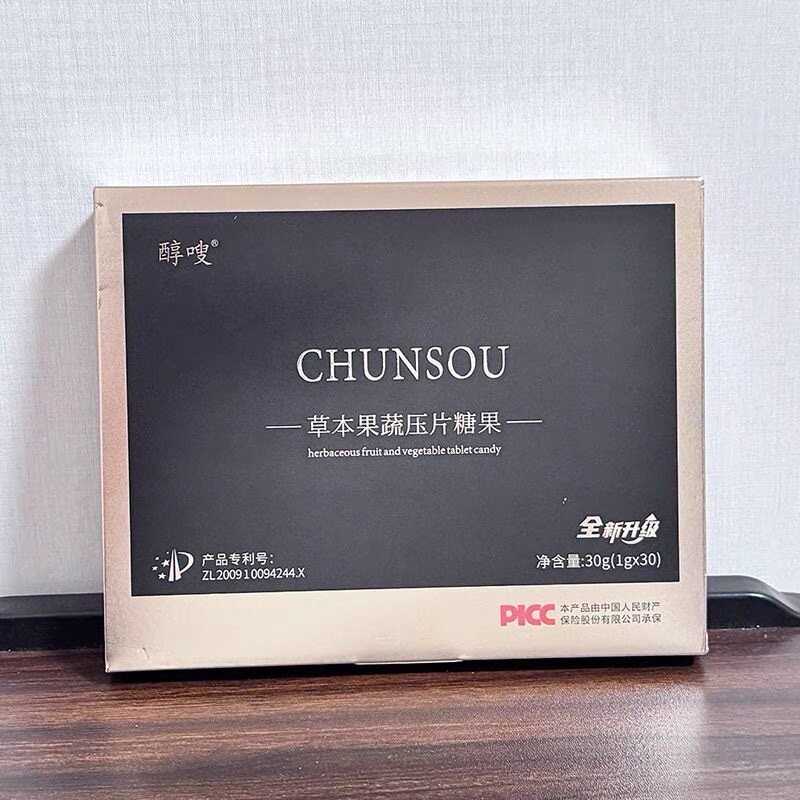 醇嗖®
CHUNSOU
草本果蔬压片糖果
herbaceous fruit and vegetable tablet candy
全新升级
产品专利号：
ZL200910094244.X
净含量:30g(1gx30)
PICC
本产品由中国人民财产
保险股份有限公司承保